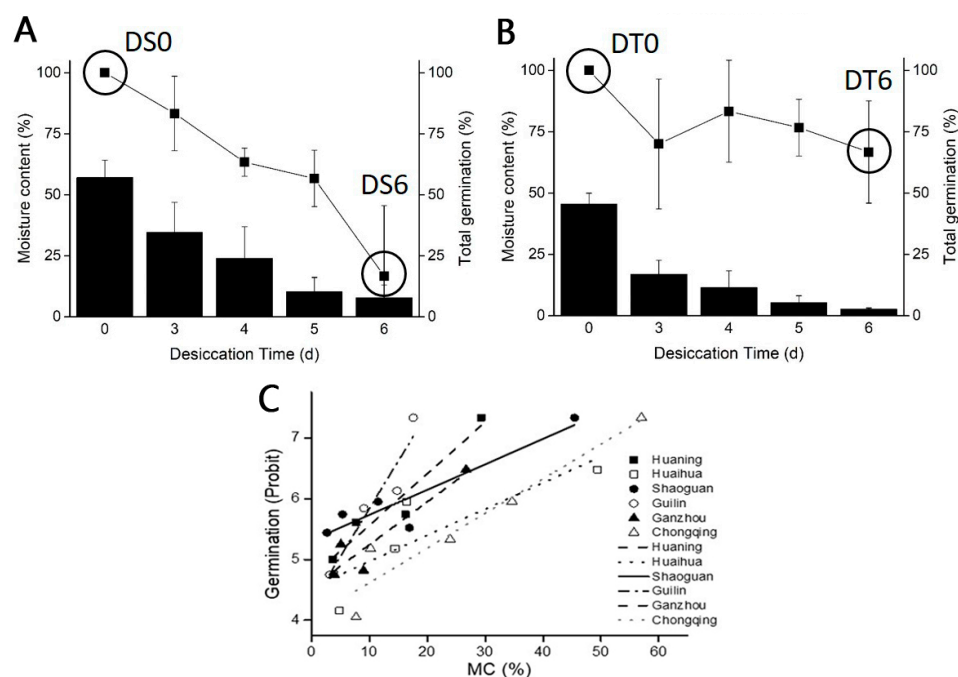 A
DS0
DS6
Moisture content (%)
100
75
50
25
0
Total germination (%)
100
75
50
25
0
0 3 4 5 6
Desiccation Time (d)
B
DT0
DT6
Moisture content (%)
100
75
50
25
0
Total germination (%)
100
75
50
25
0
0 3 4 5 6
Desiccation Time (d)
C
Germination (Probit)
7
6
5
4
0 10 20 30 40 50 60
MC (%)
Huaning
Huaihua
Shaoguan
Guilin
Ganzhou
Chongqing
Huaning
Huaihua
Shaoguan
Guilin
Ganzhou
Chongqing